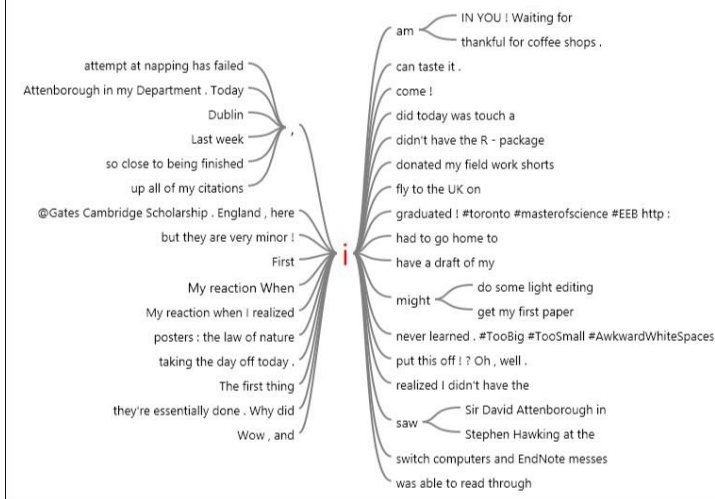 attempt at napping has failed
Attenborough in my Department . Today
Dublin
Last week
so close to being finished
up all of my citations
,
©Gates Cambridge Scholarship . England , here
but they are very minor !
First
My reaction When
My reaction when I realized
posters : the law of nature
taking the day off today .
The first thing
they're essentially done . Why did
Wow , and
i
am
IN YOU ! Waiting for
thankful for coffee shops .
can taste it .
come !
did today was touch a
didn't have the R - package
donated my field work shorts
fly to the UK on
graduated ! #toronto #masterofscience #EEB http :
had to go home to
have a draft of my
might
do some light editing
get my first paper
never learned . #TooBig #TooSmall #AwkwardWhiteSpaces
put this off ! ? Oh , well .
realized I didn't have the
saw
Sir David Attenborough in
Stephen Hawking at the
switch computers and EndNote messes
was able to read through